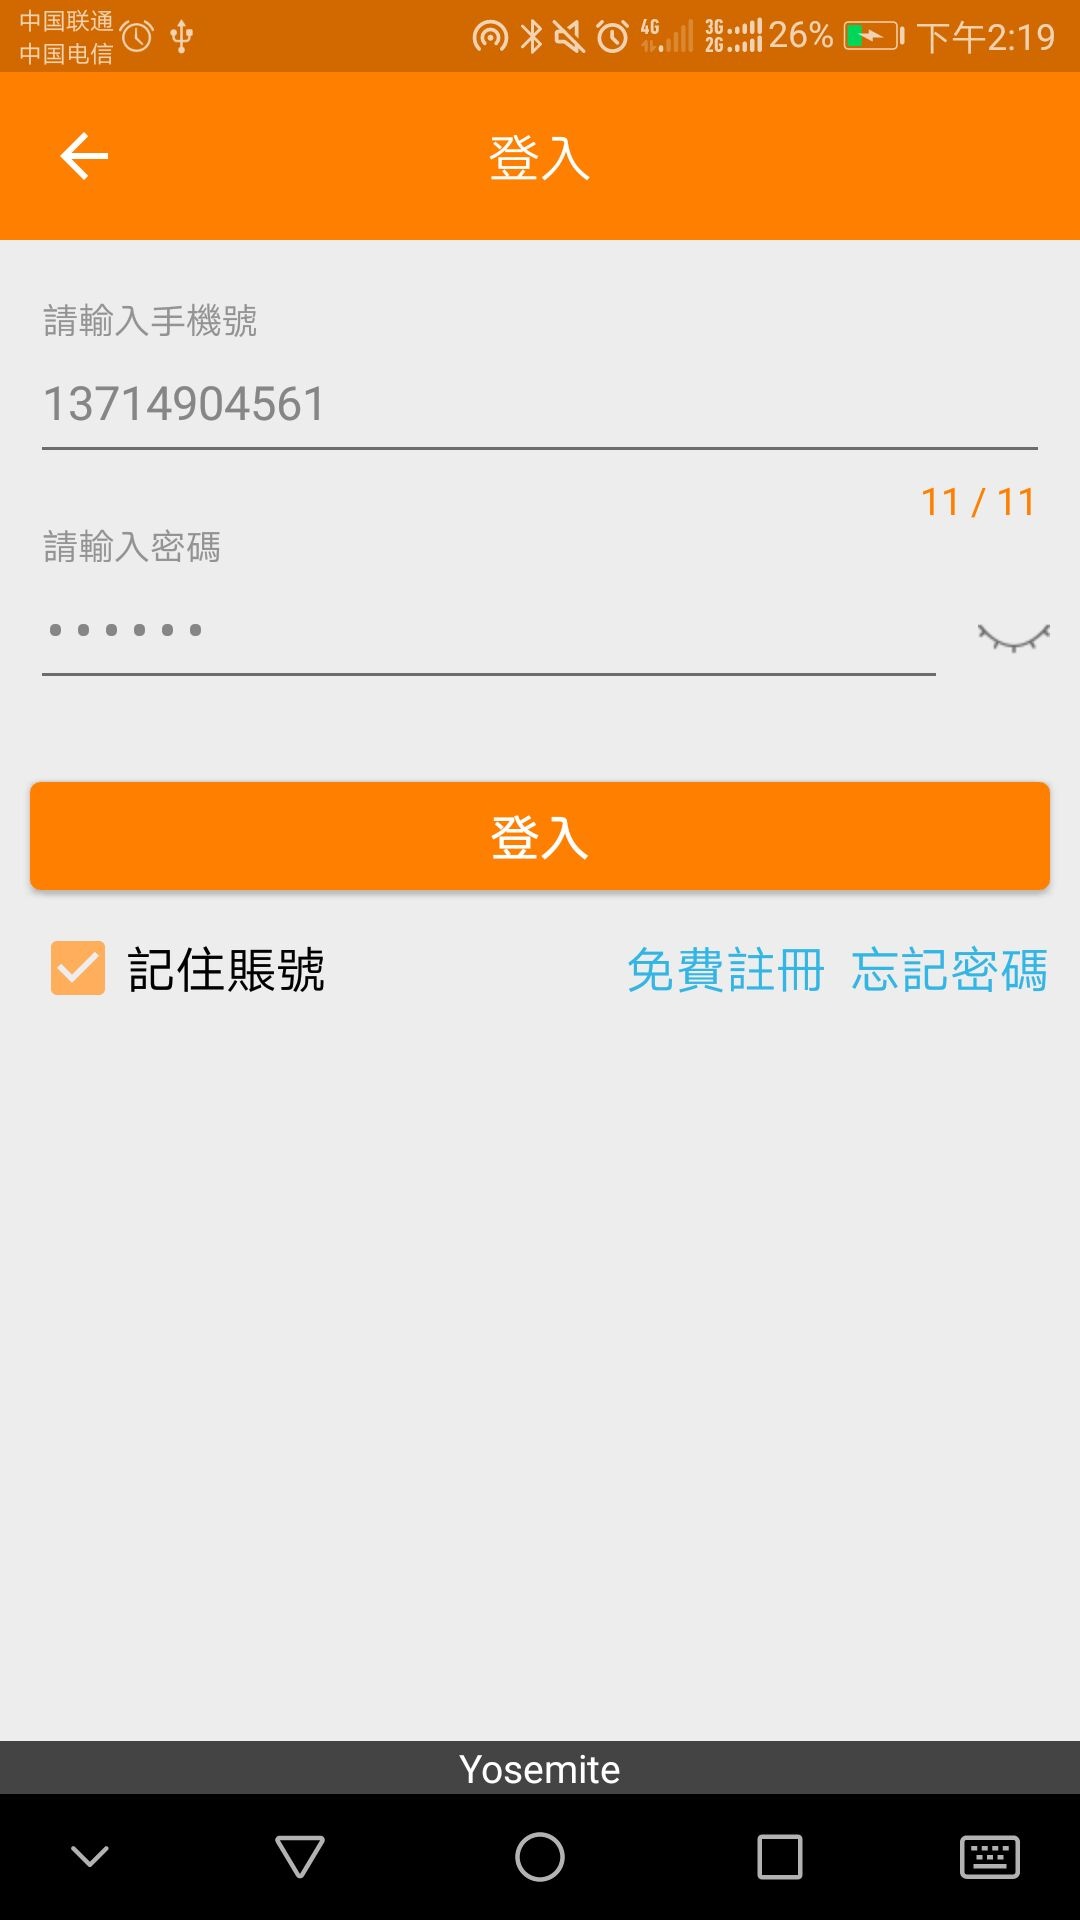 中国联通
中国电信
4G 3G 2G 26% 下午2:19
登入
請輸入手機號
13714904561
11 / 11
請輸入密碼
••••••
登入
記住賬號 免費註冊 忘記密碼
Yosemite